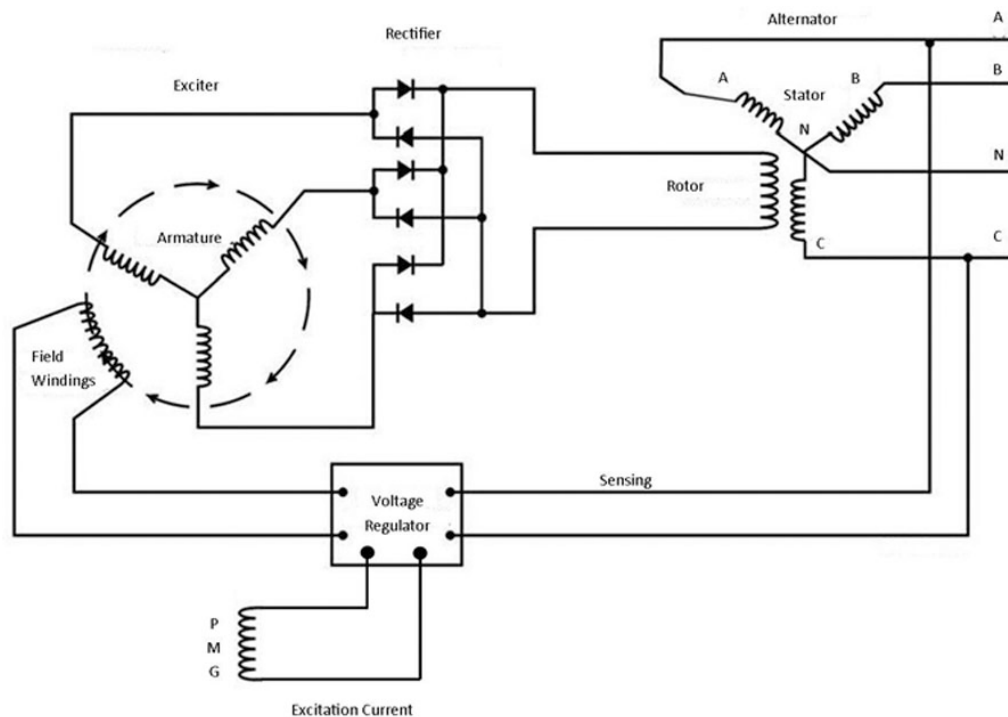 Alternator
A
Rectifier
B
A
B
Exciter
Stator
N
N
Rotor
Armature
C
C
Field
Windings
Sensing
Voltage
Regulator
P
M
G
Excitation Current